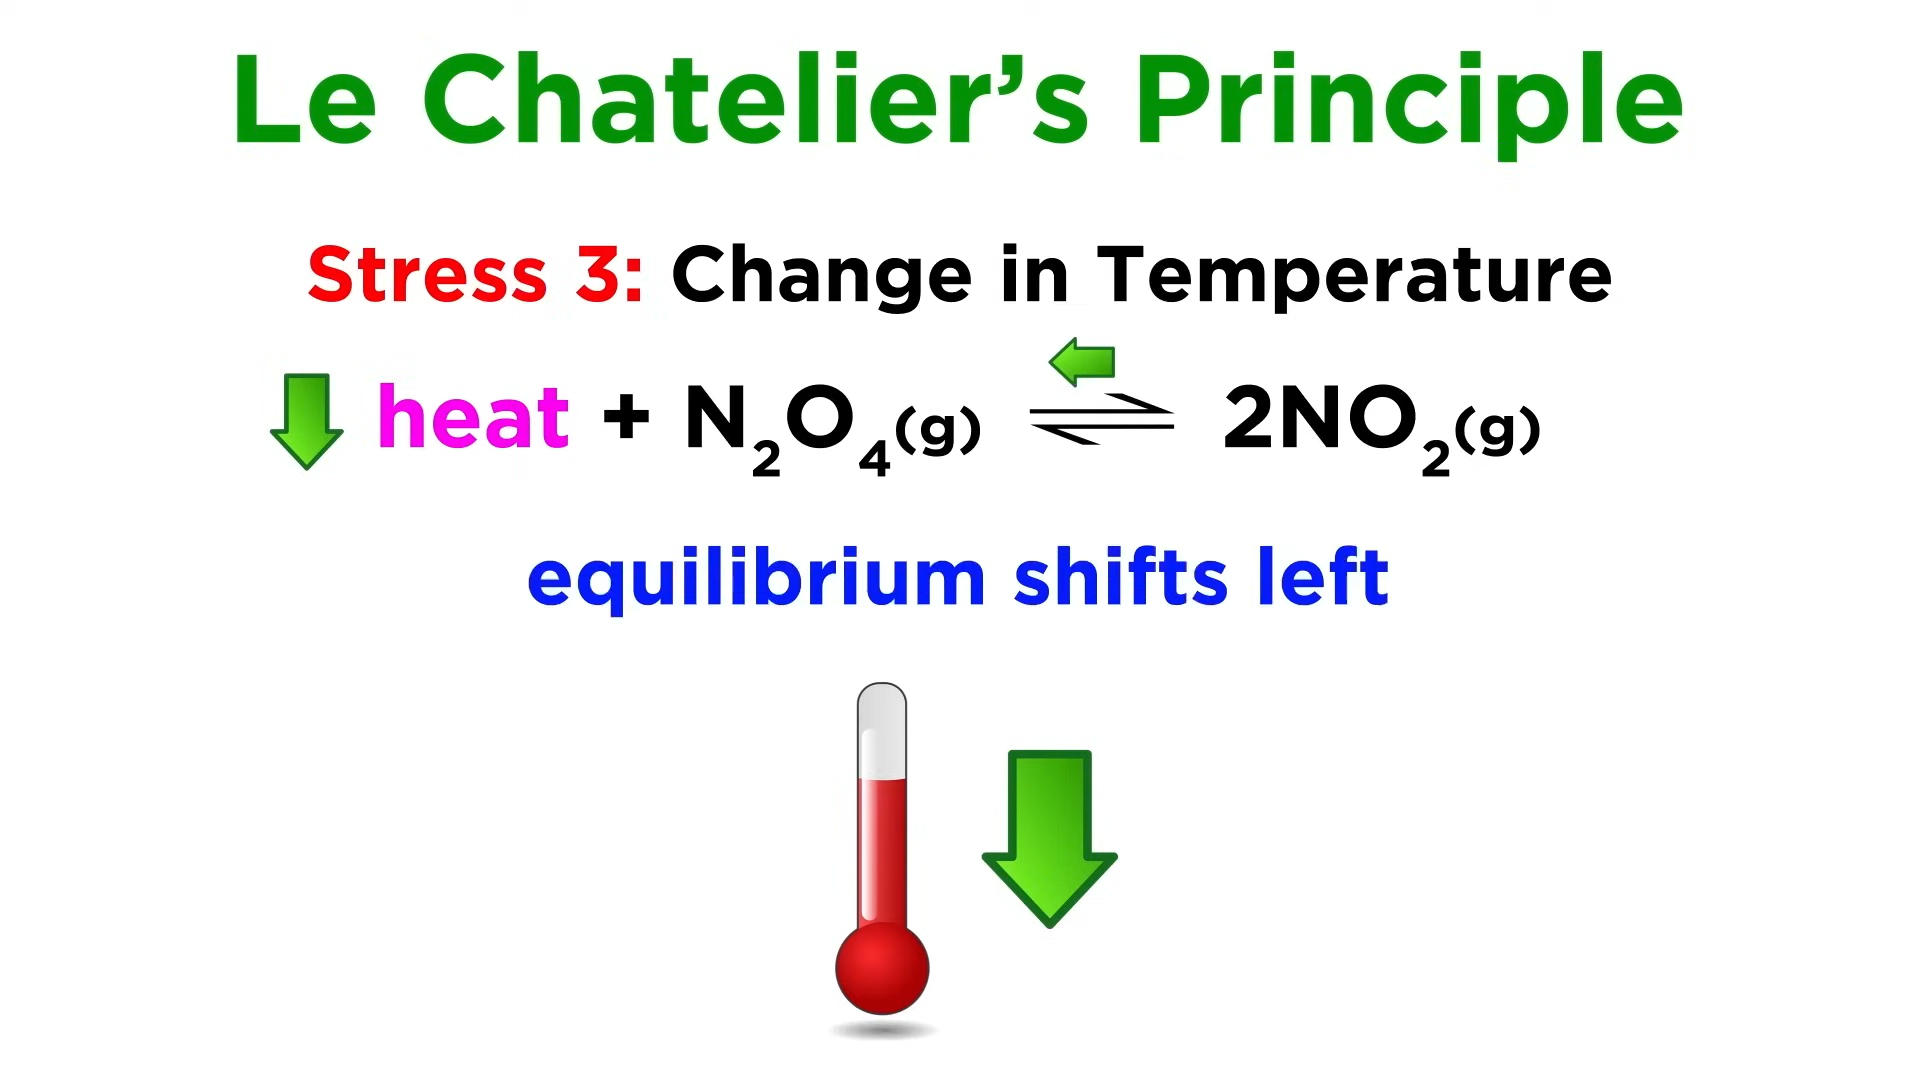 Le Chatelier’s Principle
Stress 3: Change in Temperature
heat + N₂O₄(g) ⇌ 2NO₂(g)
equilibrium shifts left